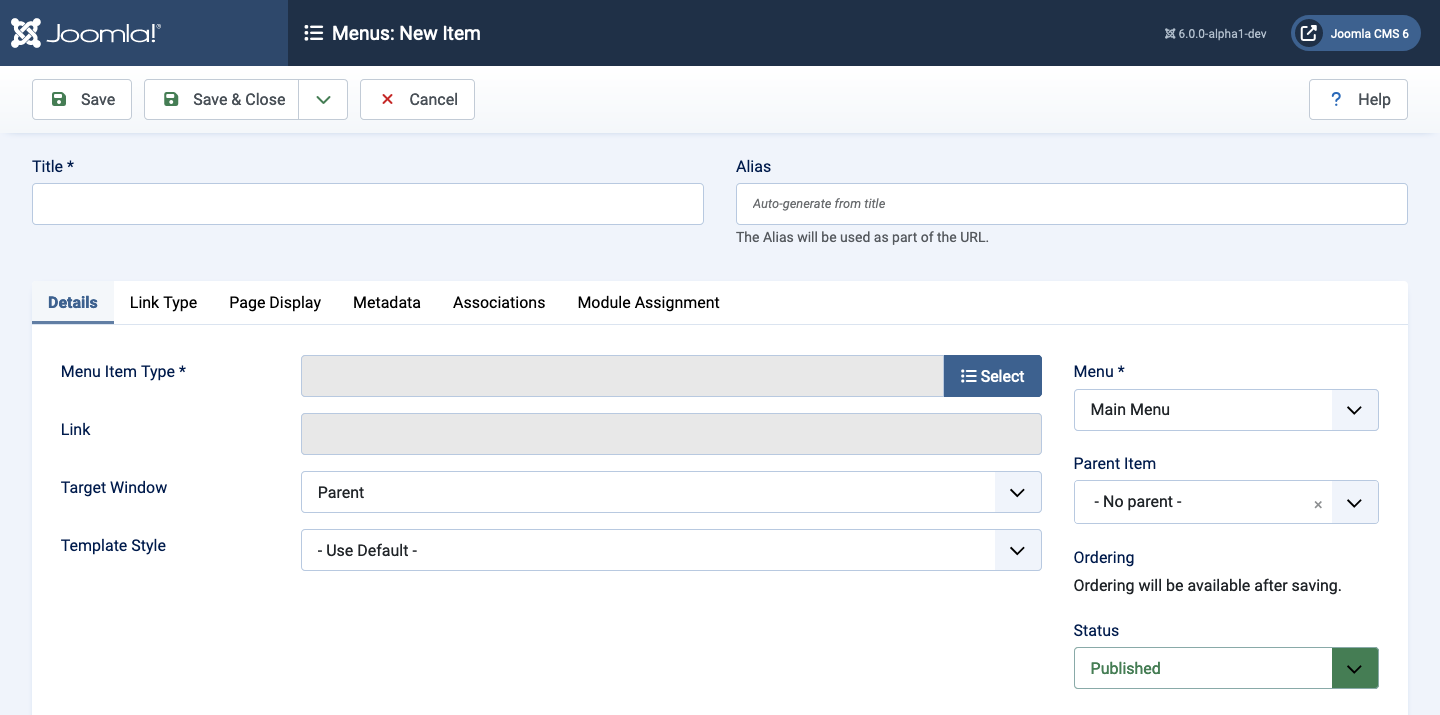 Joomla!®
Menus: New Item
6.0.0-alpha1-dev
Joomla CMS 6
Save
Save & Close
Cancel
? Help
Title *
Alias
Auto-generate from title
The Alias will be used as part of the URL.
Details Link Type Page Display Metadata Associations Module Assignment
Menu Item Type *
Select
Link
Target Window
Parent
Template Style
- Use Default -
Menu *
Main Menu
Parent Item
- No parent - ×
Ordering
Ordering will be available after saving.
Status
Published